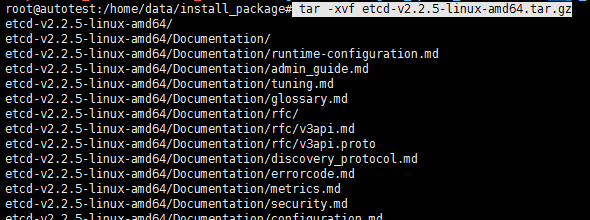 root@autotest:/home/data/install_package# tar -xvf etcd-v2.2.5-linux-amd64.tar.gz
etcd-v2.2.5-linux-amd64/
etcd-v2.2.5-linux-amd64/Documentation/
etcd-v2.2.5-linux-amd64/Documentation/runtime-configuration.md
etcd-v2.2.5-linux-amd64/Documentation/admin_guide.md
etcd-v2.2.5-linux-amd64/Documentation/tuning.md
etcd-v2.2.5-linux-amd64/Documentation/glossary.md
etcd-v2.2.5-linux-amd64/Documentation/rfc/
etcd-v2.2.5-linux-amd64/Documentation/rfc/v3api.md
etcd-v2.2.5-linux-amd64/Documentation/rfc/v3api.proto
etcd-v2.2.5-linux-amd64/Documentation/discovery_protocol.md
etcd-v2.2.5-linux-amd64/Documentation/errorcode.md
etcd-v2.2.5-linux-amd64/Documentation/metrics.md
etcd-v2.2.5-linux-amd64/Documentation/security.md
etcd-v2.2.5-linux-amd64/Documentation/configuration.md